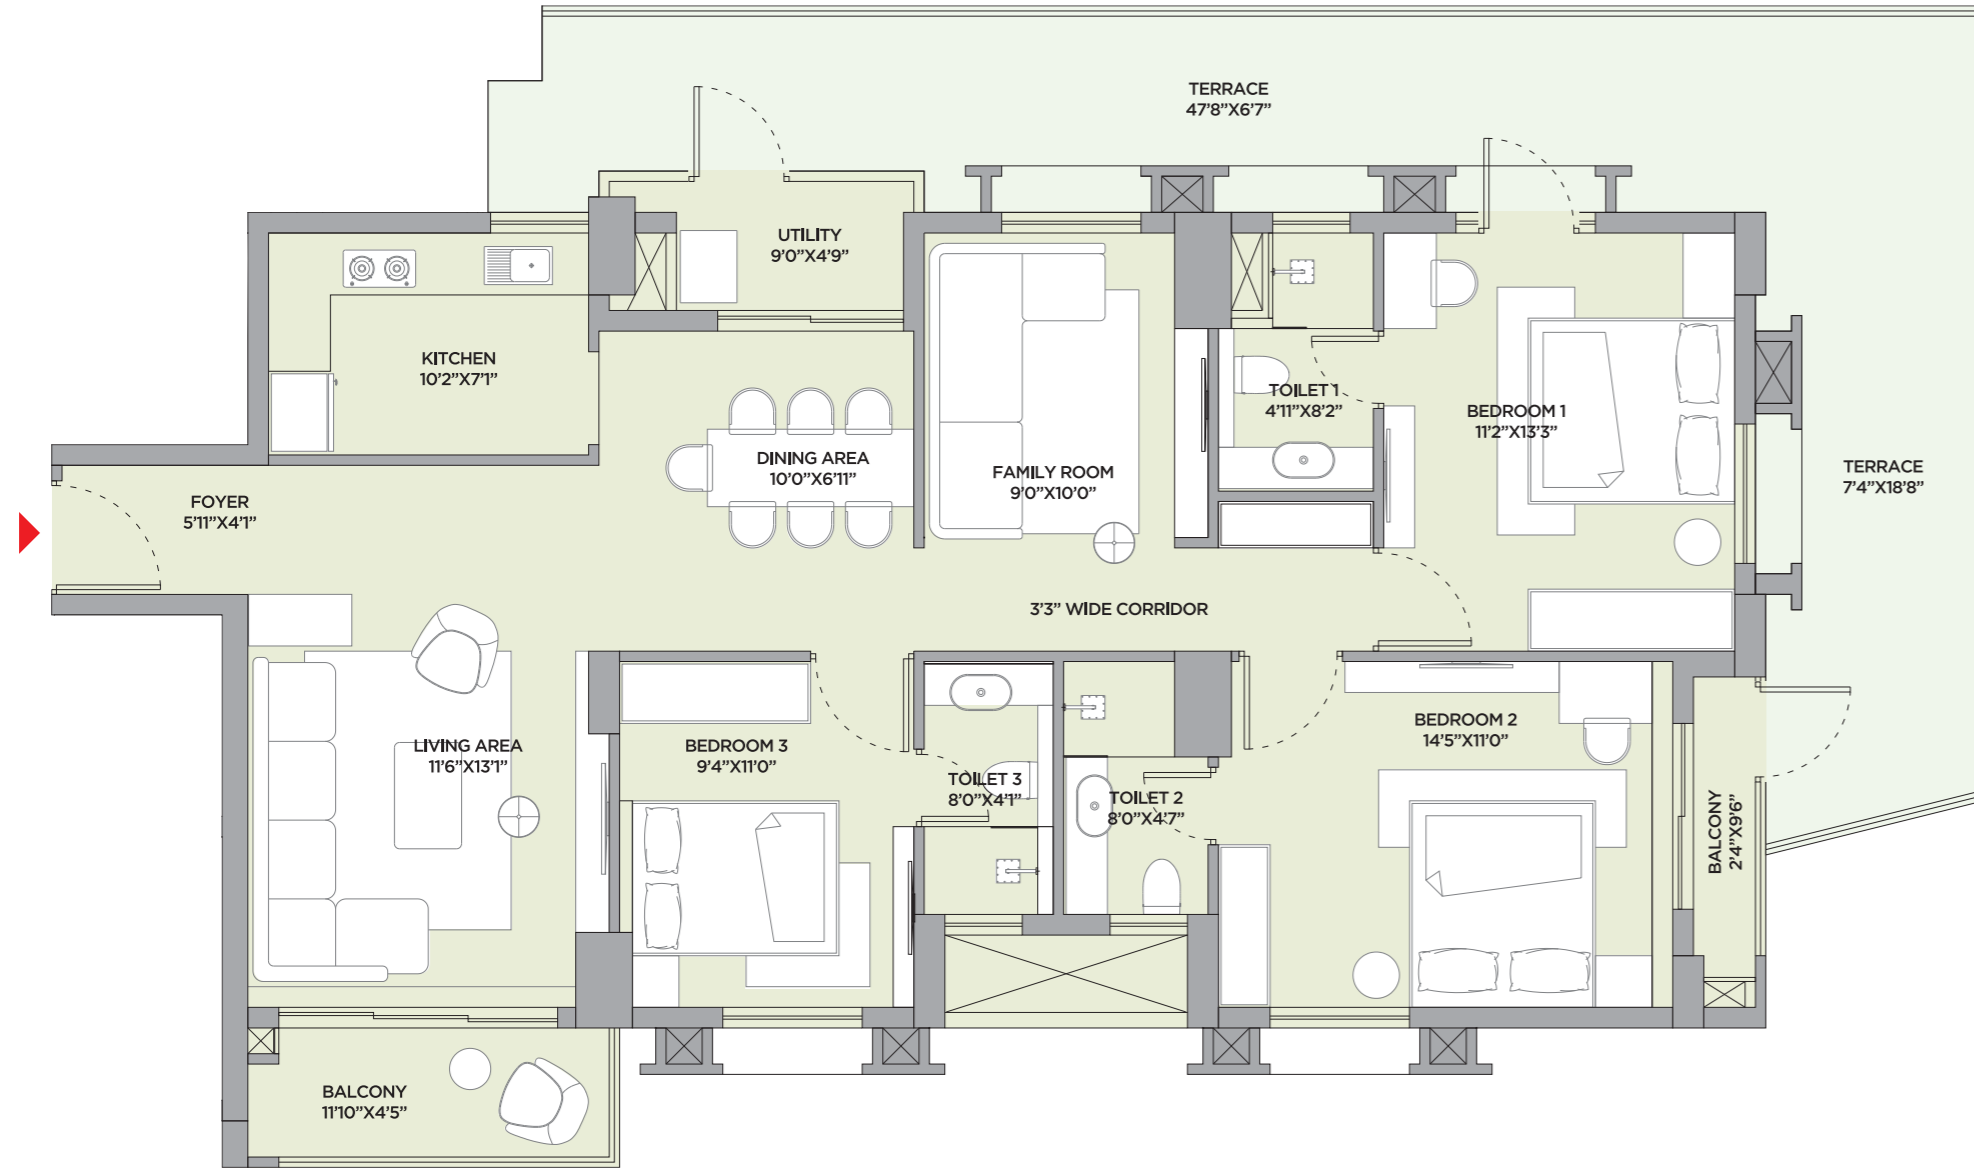 TERRACE
47'8”X6'7”
UTILITY
9'0”X4'9”
KITCHEN
10'2”X7'1”
TOILET 1
4'11”X8'2”
BEDROOM 1
11'2”X13'3”
DINING AREA
10'0”X6'11”
FAMILY ROOM
9'0”X10'0”
TERRACE
7'4”X18'8”
FOYER
5'11”X4'1”
3'3” WIDE CORRIDOR
LIVING AREA
11'6”X13'1”
BEDROOM 3
9'4”X11'0”
TOILET 3
8'0”X4'1”
TOILET 2
8'0”X4'7”
BEDROOM 2
14'5”X11'0”
BALCONY
2'4”X9'6”
BALCONY
11'10”X4'5”